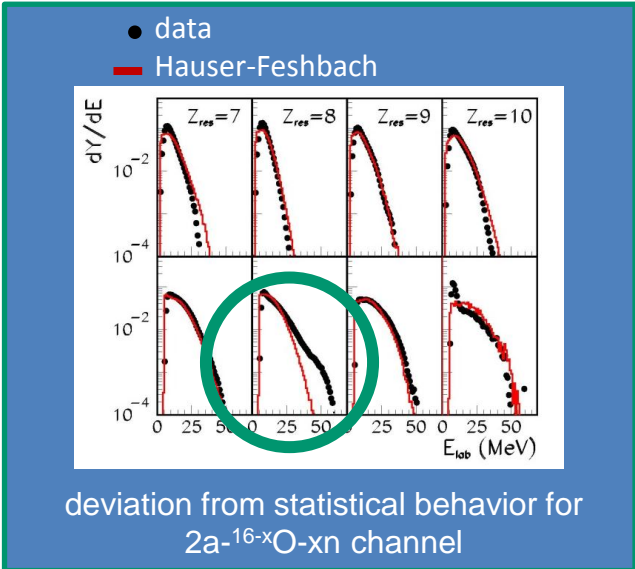 data
Hauser-Feshbach
dY/dE
Z_res=7 Z_res=8 Z_res=9 Z_res=10
10^-2
10^-4
10^-2
10^-4
0 25 50 0 25 50 0 25 50 0 25 50
E_lab (MeV)
deviation from statistical behavior for
2a-^16-xO-xn channel